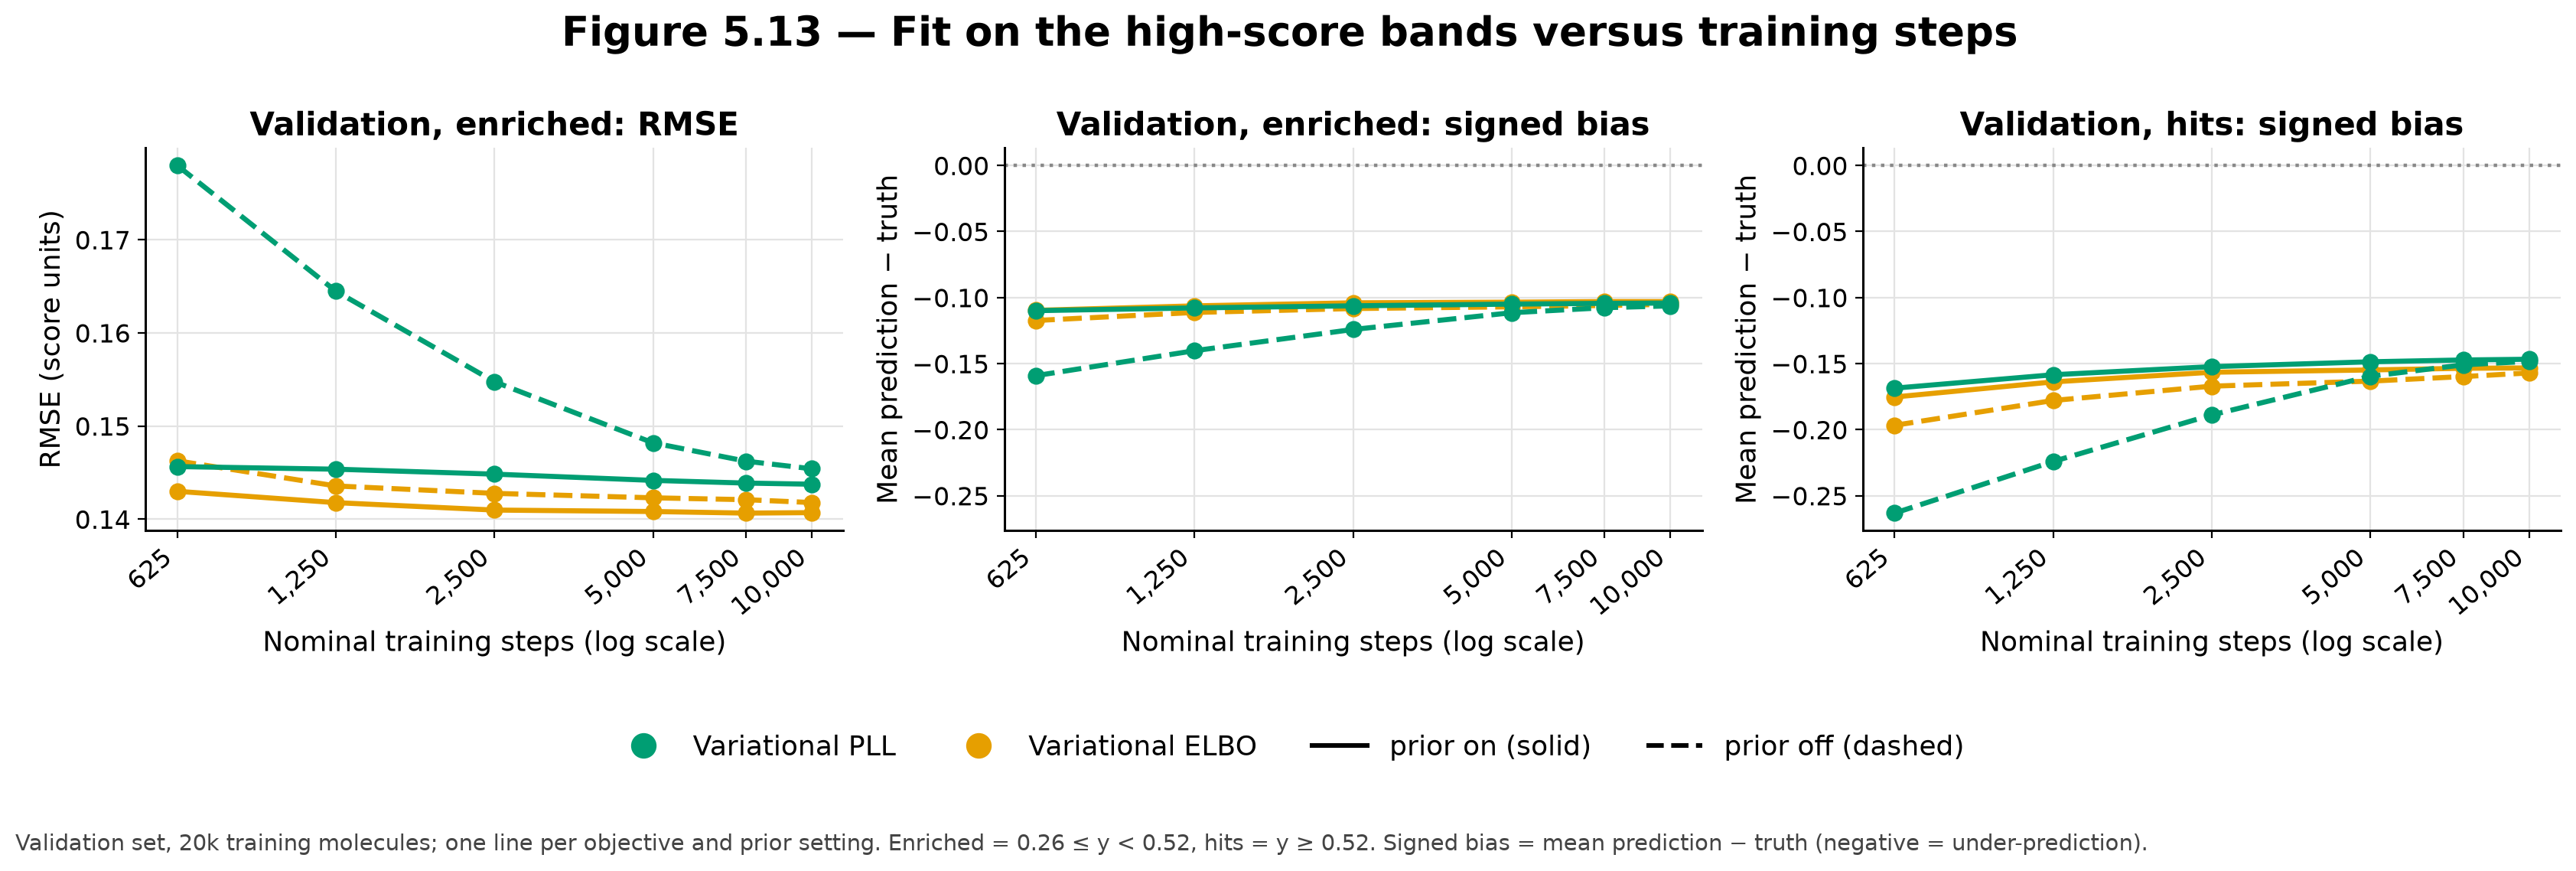 Figure 5.13 — Fit on the high-score bands versus training steps
Validation, enriched: RMSE
RMSE (score units)
0.17
0.16
0.15
0.14
625
1,250
2,500
5,000
7,500
10,000
Nominal training steps (log scale)
Validation, enriched: signed bias
Mean prediction − truth
0.00
−0.05
−0.10
−0.15
−0.20
−0.25
625
1,250
2,500
5,000
7,500
10,000
Nominal training steps (log scale)
Validation, hits: signed bias
Mean prediction − truth
0.00
−0.05
−0.10
−0.15
−0.20
−0.25
625
1,250
2,500
5,000
7,500
10,000
Nominal training steps (log scale)
Variational PLL
Variational ELBO
prior on (solid)
prior off (dashed)
Validation set, 20k training molecules; one line per objective and prior setting. Enriched = 0.26 ≤ y < 0.52, hits = y ≥ 0.52. Signed bias = mean prediction − truth (negative = under-prediction).